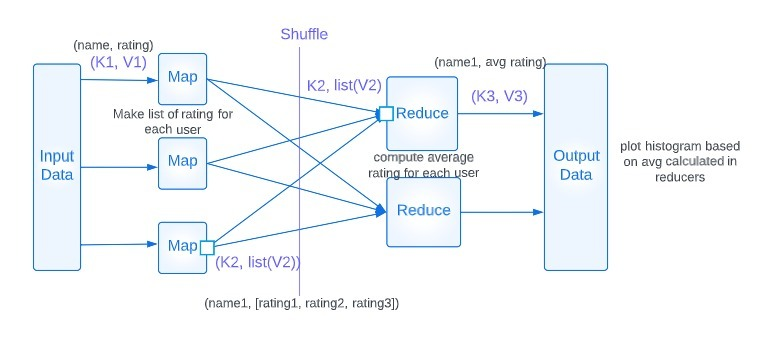 Shuffle
(name, rating)
(K1, V1)
(name1, avg rating)
Map
K2, list(V2)
(K3, V3)
Make list of rating for
each user
Reduce
Input
Data
Map
compute average
rating for each user
Output
Data
plot histogram based
on avg calculated in
reducers
Reduce
Map
(K2, list(V2))
(name1, [rating1, rating2, rating3])